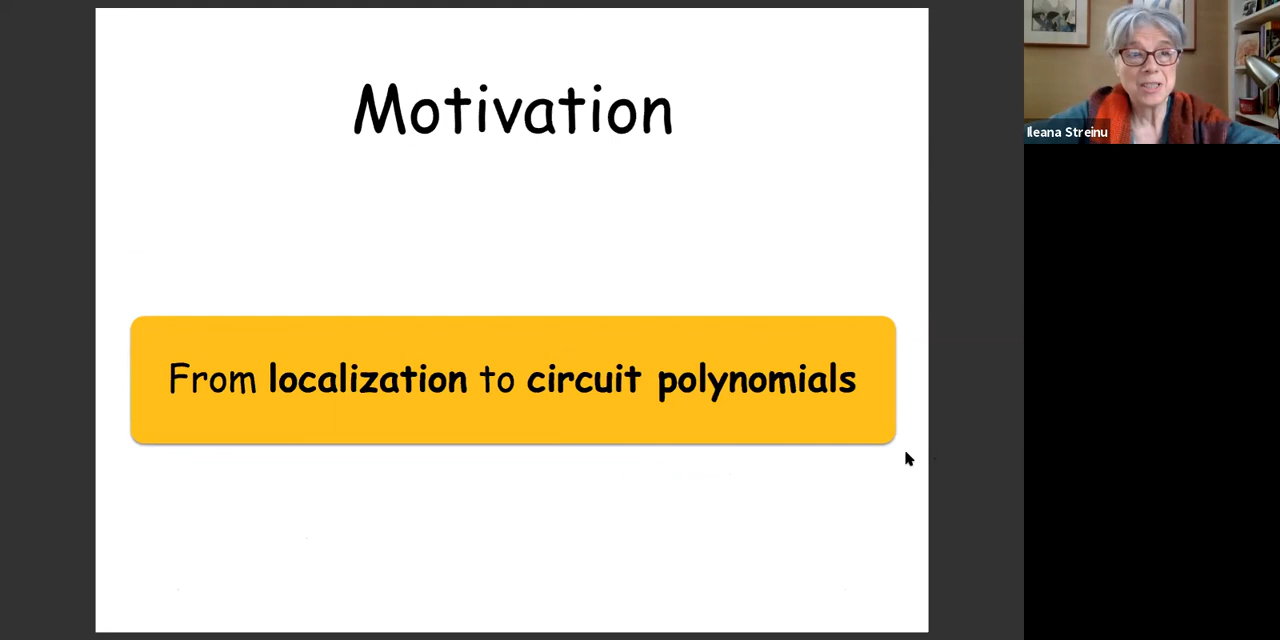 Motivation
From localization to circuit polynomials
Ileana Streinu